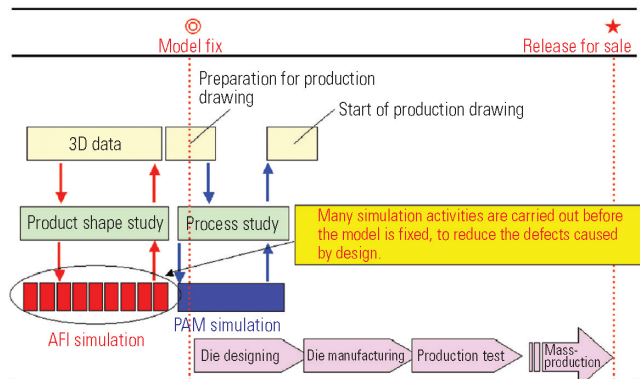 Model fix
Release for sale
Preparation for production
drawing
Start of production drawing
3D data
Product shape study
Process study
Many simulation activities are carried out before
the model is fixed, to reduce the defects caused
by design.
AFI simulation
PAM simulation
Die designing
Die manufacturing
Production test
Mass-
production